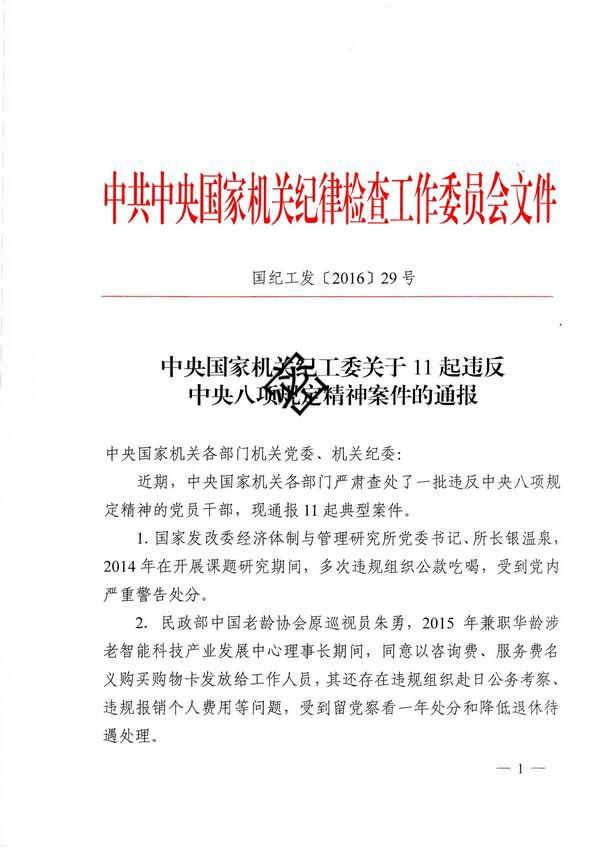 中共中央国家机关纪律检查工作委员会文件
国纪工发〔2016〕29 号
中央国家机关纪工委关于 11 起违反
中央八项规定精神案件的通报
中央国家机关各部门机关党委、机关纪委：
近期，中央国家机关各部门严肃查处了一批违反中央八项规
定精神的党员干部，现通报 11 起典型案件。
1. 国家发改委经济体制与管理研究所党委书记、所长银温泉，
2014 年在开展课题研究期间，多次违规组织公款吃喝，受到党内
严重警告处分。
2. 民政部中国老龄协会原巡视员朱勇，2015 年兼职华龄涉
老智能科技产业发展中心理事长期间，同意以咨询费、服务费名
义购买购物卡发放给工作人员，其还存在违规组织赴日公务考察、
违规报销个人费用等问题，受到留党察看一年处分和降低退休待
遇处理。
— 1 —